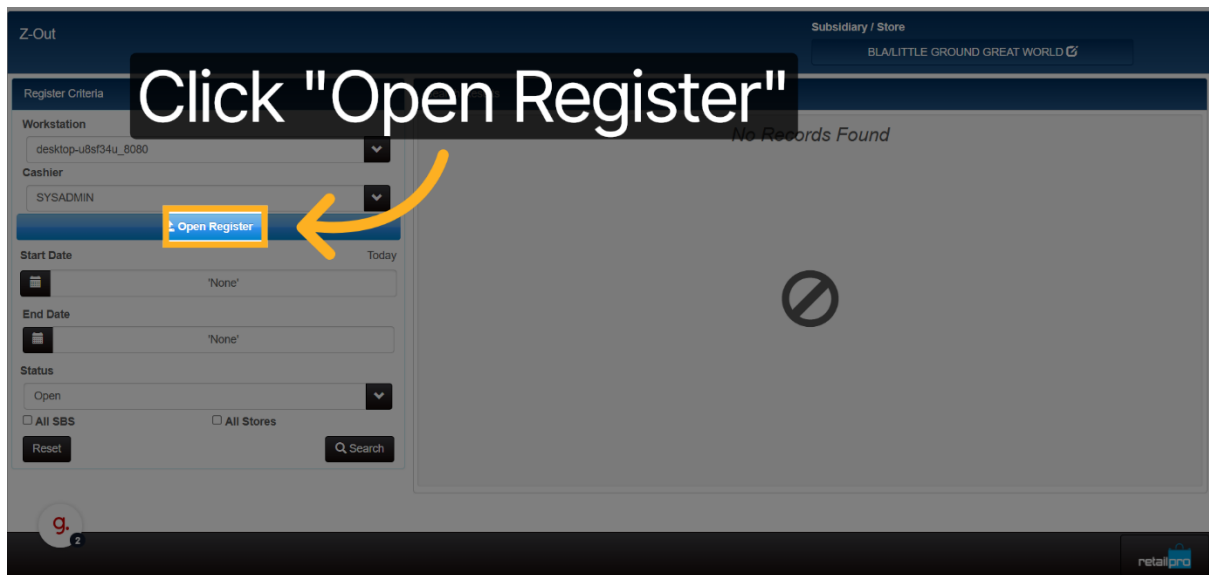 Z-Out
Subsidiary / Store
BLA/LITTLE GROUND GREAT WORLD
Click "Open Register"
Register Criteria
No Records Found
Workstation
desktop-u8sf34u_8080
Cashier
SYSADMIN
Open Register
Start Date
Today
'None'
End Date
'None'
Status
Open
All SBS
All Stores
Reset
Search
g.
2
retailpro